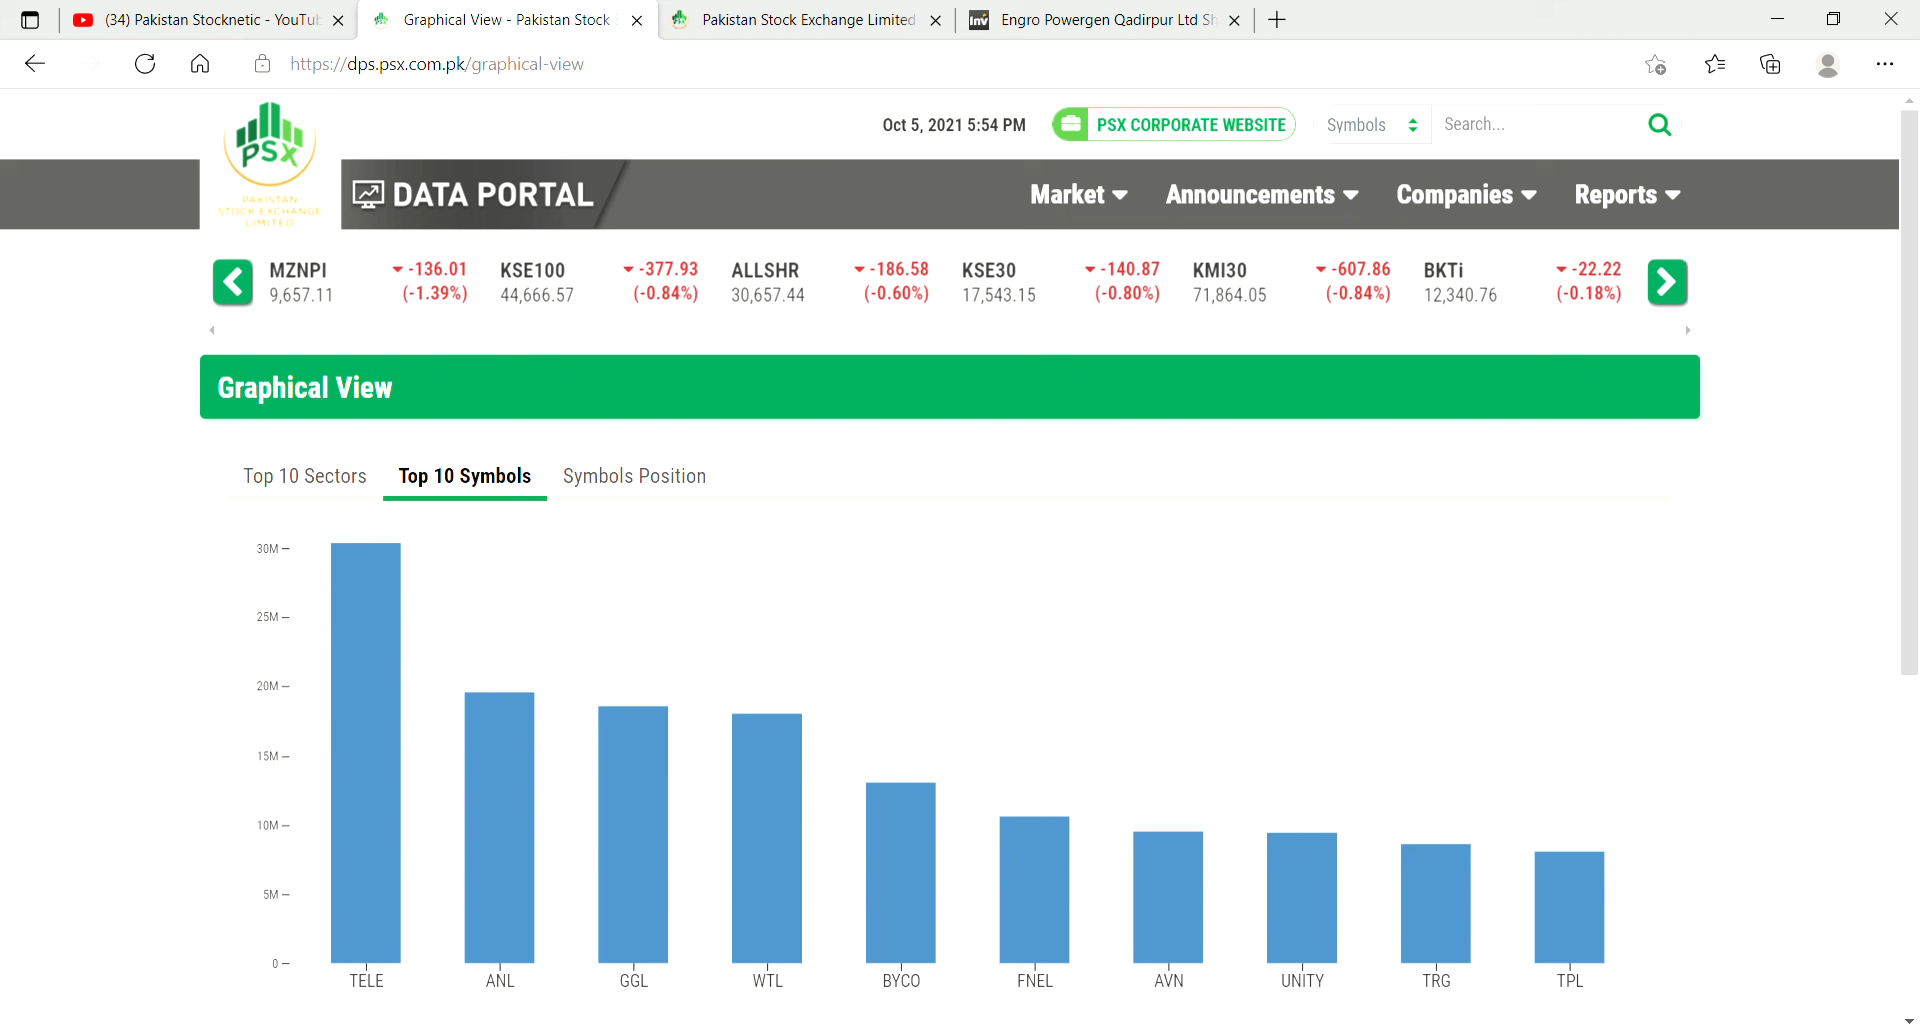 (34) Pakistan Stocknetic - YouTub
Graphical View - Pakistan Stock
Pakistan Stock Exchange Limited
Engro Powergen Qadirpur Ltd Sh
https://dps.psx.com.pk/graphical-view
PSX
PAKISTAN
STOCK EXCHANGE
LIMITED
Oct 5, 2021 5:54 PM
PSX CORPORATE WEBSITE
Symbols
Search...
DATA PORTAL
Market
Announcements
Companies
Reports
MZNPI -136.01
9,657.11 (-1.39%)
KSE100 -377.93
44,666.57 (-0.84%)
ALLSHR -186.58
30,657.44 (-0.60%)
KSE30 -140.87
17,543.15 (-0.80%)
KMI30 -607.86
71,864.05 (-0.84%)
BKTi -22.22
12,340.76 (-0.18%)
Graphical View
Top 10 Sectors
Top 10 Symbols
Symbols Position
30M
25M
20M
15M
10M
5M
0
TELE ANL GGL WTL BYCO FNEL AVN UNITY TRG TPL